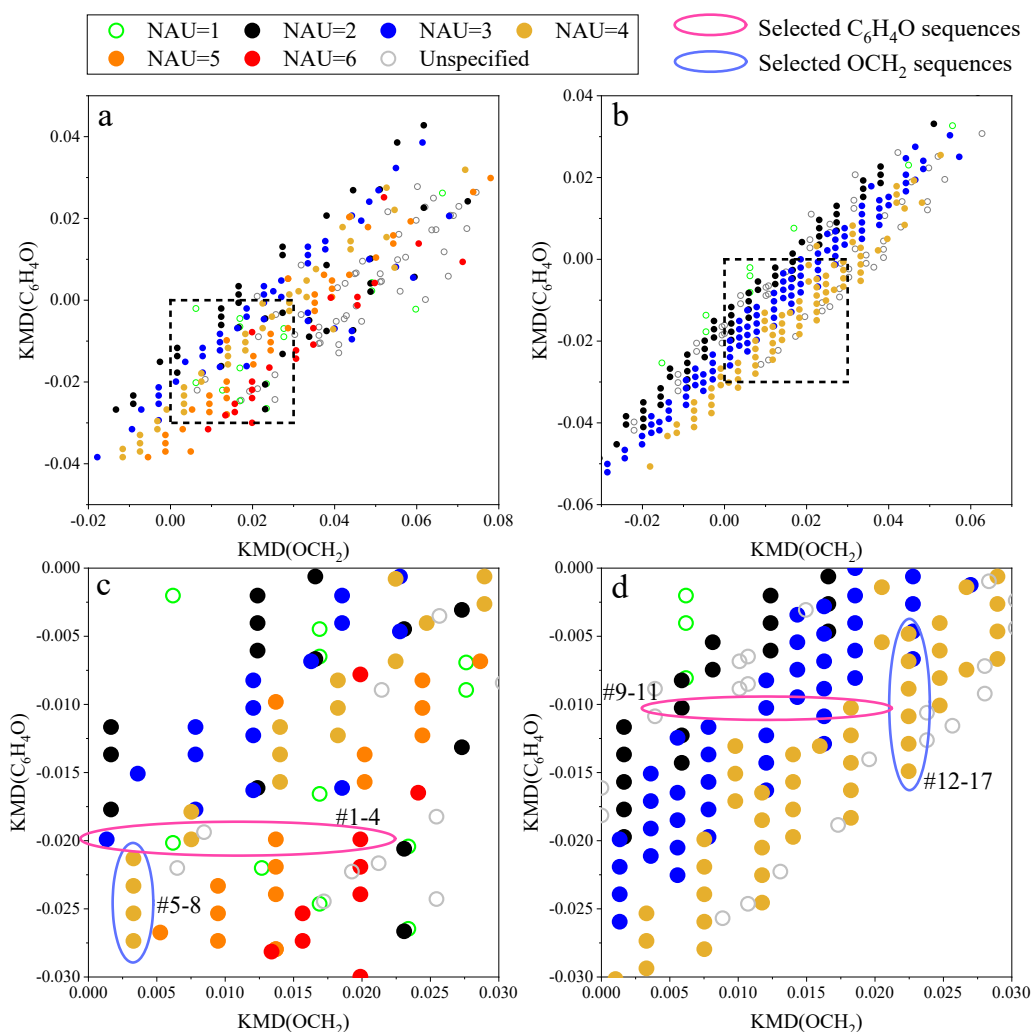 NAU=1 NAU=2 NAU=3 NAU=4
NAU=5 NAU=6 Unspecified
Selected C₆H₄O sequences
Selected OCH₂ sequences
a
KMD(C₆H₄O)
0.04
0.02
0.00
-0.02
-0.04
-0.02 0.00 0.02 0.04 0.06 0.08
KMD(OCH₂)
b
KMD(C₆H₄O)
0.04
0.02
0.00
-0.02
-0.04
-0.06
-0.02 0.00 0.02 0.04 0.06
KMD(OCH₂)
c
KMD(C₆H₄O)
0.000
-0.005
-0.010
-0.015
-0.020
-0.025
-0.030
#1-4
#5-8
0.000 0.005 0.010 0.015 0.020 0.025 0.030
KMD(OCH₂)
d
KMD(C₆H₄O)
0.000
-0.005
-0.010
-0.015
-0.020
-0.025
-0.030
#9-11
#12-17
0.000 0.005 0.010 0.015 0.020 0.025 0.030
KMD(OCH₂)